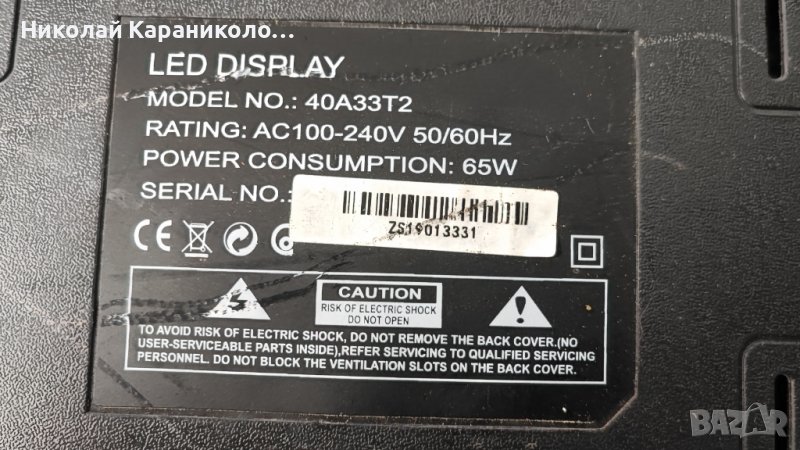 Николай Караниколо…
LED DISPLAY
MODEL NO.: 40A33T2
RATING: AC100-240V 50/60Hz
POWER CONSUMPTION: 65W
SERIAL NO.:
ZS19013331
CE
CAUTION
RISK OF ELECTRIC SHOCK
DO NOT OPEN
TO AVOID RISK OF ELECTRIC SHOCK, DO NOT REMOVE THE BACK COVER.(NO
USER-SERVICEABLE PARTS INSIDE),REFER SERVICING TO QUALIFIED SERVICING
PERSONNEL. DO NOT BLOCK THE VENTILATION SLOTS ON THE BACK COVER.
BAZAR